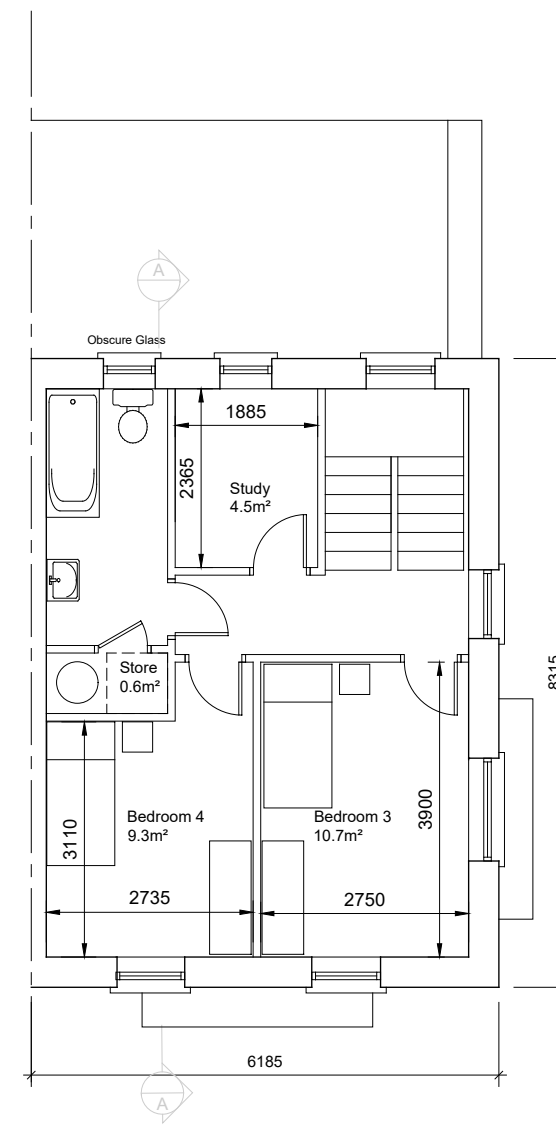 A
Obscure Glass
1885
2365
Study
4.5m²
Store
0.6m²
8315
Bedroom 4
9.3m²
Bedroom 3
10.7m²
3110
3900
2735
2750
6185
A